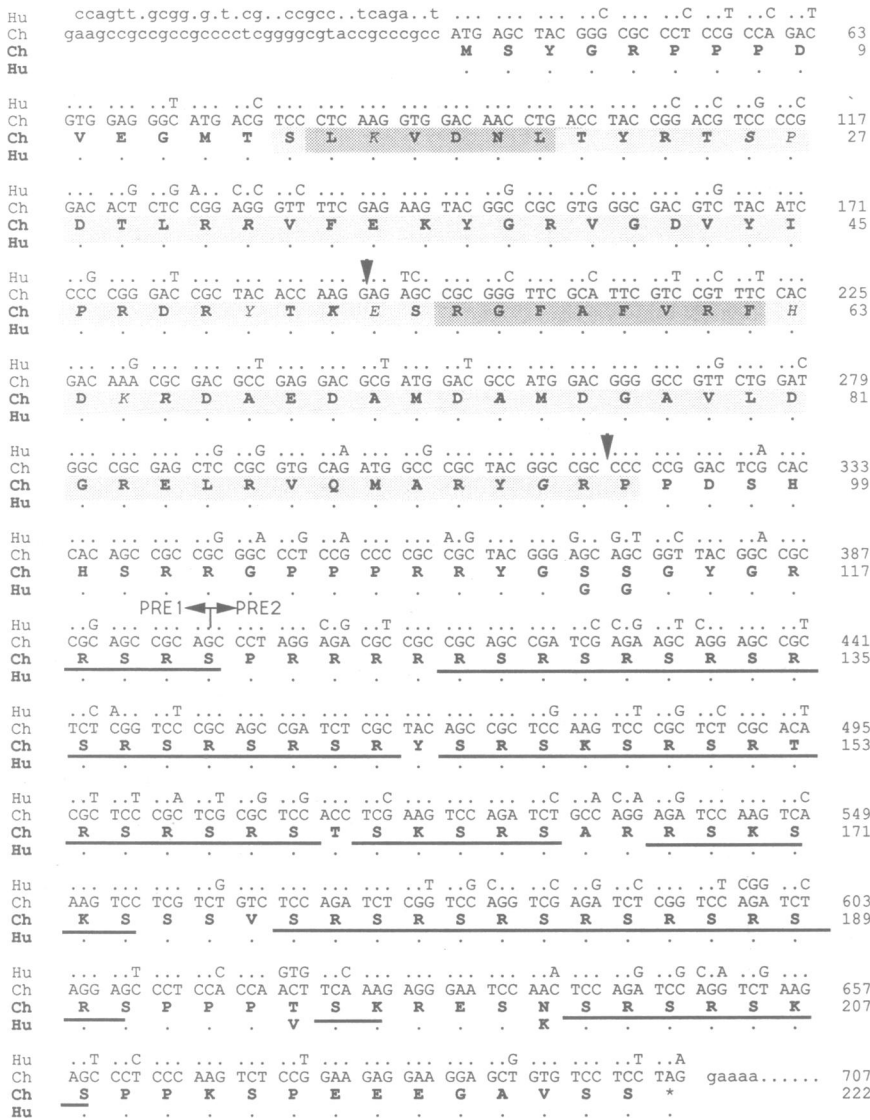 Hu ccagtt.gcgg.g.t.cg..ccgcc..tcaga..t ... ... ... ... ..C ... ..C ..T ..C ..T
Ch gaagccgccgccgcccctcggggcgtaccgcccgcc ATG AGC TAC GGG CGC CCC CCG CCA GAC 63
Ch M S Y G R P P P D 9
Hu . . . . . . . . .
Hu ... ... ..T ... ..C ... ... ... ... ... ... ... ... ..C ..C ..G ..C `
Ch GTG GAG GGC ATG ACG TCC CTC AAG GTG GAC AAC CTG ACC TAC CGG ACG TCC CCG 117
Ch V E G M T S L K V D N L T Y R T S P 27
Hu . . . . . . . . . . . . . . . . . .
Hu ... ..G ..G A.. C.C ..C ... ... ... ... ..G ... ..C ... ... ..G ...
Ch GAC ACT CTC CGG AGG GTT TTC GAG AAG TAC GGC CGC GTG GGC GAC GTC TAC ATC 171
Ch D T L R R V F E K Y G R V G D V Y I 45
Hu . . . . . . . . . . . . . . . . . .
Hu ..G ... ..T ... ... ... ... ... TC. ... ..C ... ..C ... ..T ..C ..T ...
Ch CCC CGG GAC CGC TAC ACC AAG GAG AGC CGC GGG TTC GCA TTC GTC CGT TTC CAC 225
Ch P R D R Y T K E S R G F A F V R F H 63
Hu . . . . . . . . . . . . . . . . . .
Hu ... ..G ... ... ..T ... ... ..T ... ..T ... ... ... ... ... ..G ... ..C
Ch GAC AAA CGC GAC GCC GAG GAC GCG ATG GAC GCC ATG GAC GGG GCC GTT CTG GAT 279
Ch D K R D A E D A M D A M D G A V L D 81
Hu . . . . . . . . . . . . . . . . . .
Hu ... ... ... ..G ..G ... ..A ... ..G ... ... ... ... ... ... ... ..A ...
Ch GGC CGC GAG CTC CGC GTG CAG ATG GCC CGC TAC GGC CGC CCC CCG GAC TCG CAC 333
Ch G R E L R V Q M A R Y G R P P D S H 99
Hu . . . . . . . . . . . . . . . . . .
Hu ... ... ... ..G ..A ..G ..A ... ... A.G ... ... G.. G.T ..C ... ..A ...
Ch CAC AGC CGC CGC GGC CCT CCG CCC CGC CGC TAC GGG AGC AGC GGT TAC GGC CGC 387
Ch H S R R G P P P R R Y G S S G Y G R 117
Hu . . . . . . . . . . . . G G . . . .
PRE1 PRE2
Hu ..G ... ... ... ... ... C.G ..T ... ... ... ... ..C C.G ..T C.. ... ..T
Ch CGC AGC CGC AGC CCT AGG AGA CGC CGC CGC AGC CGA TCG AGA AGC AGG AGC CGC 441
Ch R S R S P R R R R R S R S R S R S R 135
Hu . . . . . . . . . . . . . . . . . .
Hu ..C A.. ..T ... ... ... ... ... ... ... ... ..G ... ..T ..G ..C ... ..T
Ch TCT CGG TCC CGC AGC CGA TCT CGC TAC AGC CGC TCC AAG TCC CGC TCT CGC ACA 495
Ch S R S R S R S R Y S R S K S R S R T 153
Hu . . . . . . . . . . . . . . . . . .
Hu ..T ..T ..A ..T ..G ..G ... ..C ... ... ... ..C ..A C.A ..G ... ... ..C
Ch CGC TCC CGC TCG CGC TCC ACC TCG AAG TCC AGA TCT GCC AGG AGA TCC AAG TCA 549
Ch R S R S R S T S K S R S A R R S K S 171
Hu . . . . . . . . . . . . . . . . . .
Hu ... ... ... ..G ... ... ... ... ..T ..G C.. ..C ..G ..C ... ..T CGG ..C
Ch AAG TCC TCG TCT GTC TCC AGA TCT CGG TCC AGG TCG AGA TCT CGG TCC AGA TCT 603
Ch K S S S V S R S R S R S R S R S R S 189
Hu . . . . . . . . . . . . . . . . . .
Hu ... ..T ... ..C ... GTG ..C ... ... ... ... ..A ... ..G ..G C.A ..G ...
Ch AGG AGC CCT CCA CCA ACT TCA AAG AGG GAA TCC AAC TCC AGA TCC AGG TCT AAG 657
Ch R S P P P T S K R E S N S R S R S K 207
Hu . . . . . V . . . . . K . . . . . .
Hu ..T ..C ... ... ... ..T ... ... ... ... ..G ... ... ..T ..A
Ch AGC CCT CCC AAG TCT CCG GAA GAG GAA GGA GCT GTG TCC TCC TAG gaaaa...... 707
Ch S P P K S P E E E G A V S S * 222
Hu . . . . . . . . . . . . . .